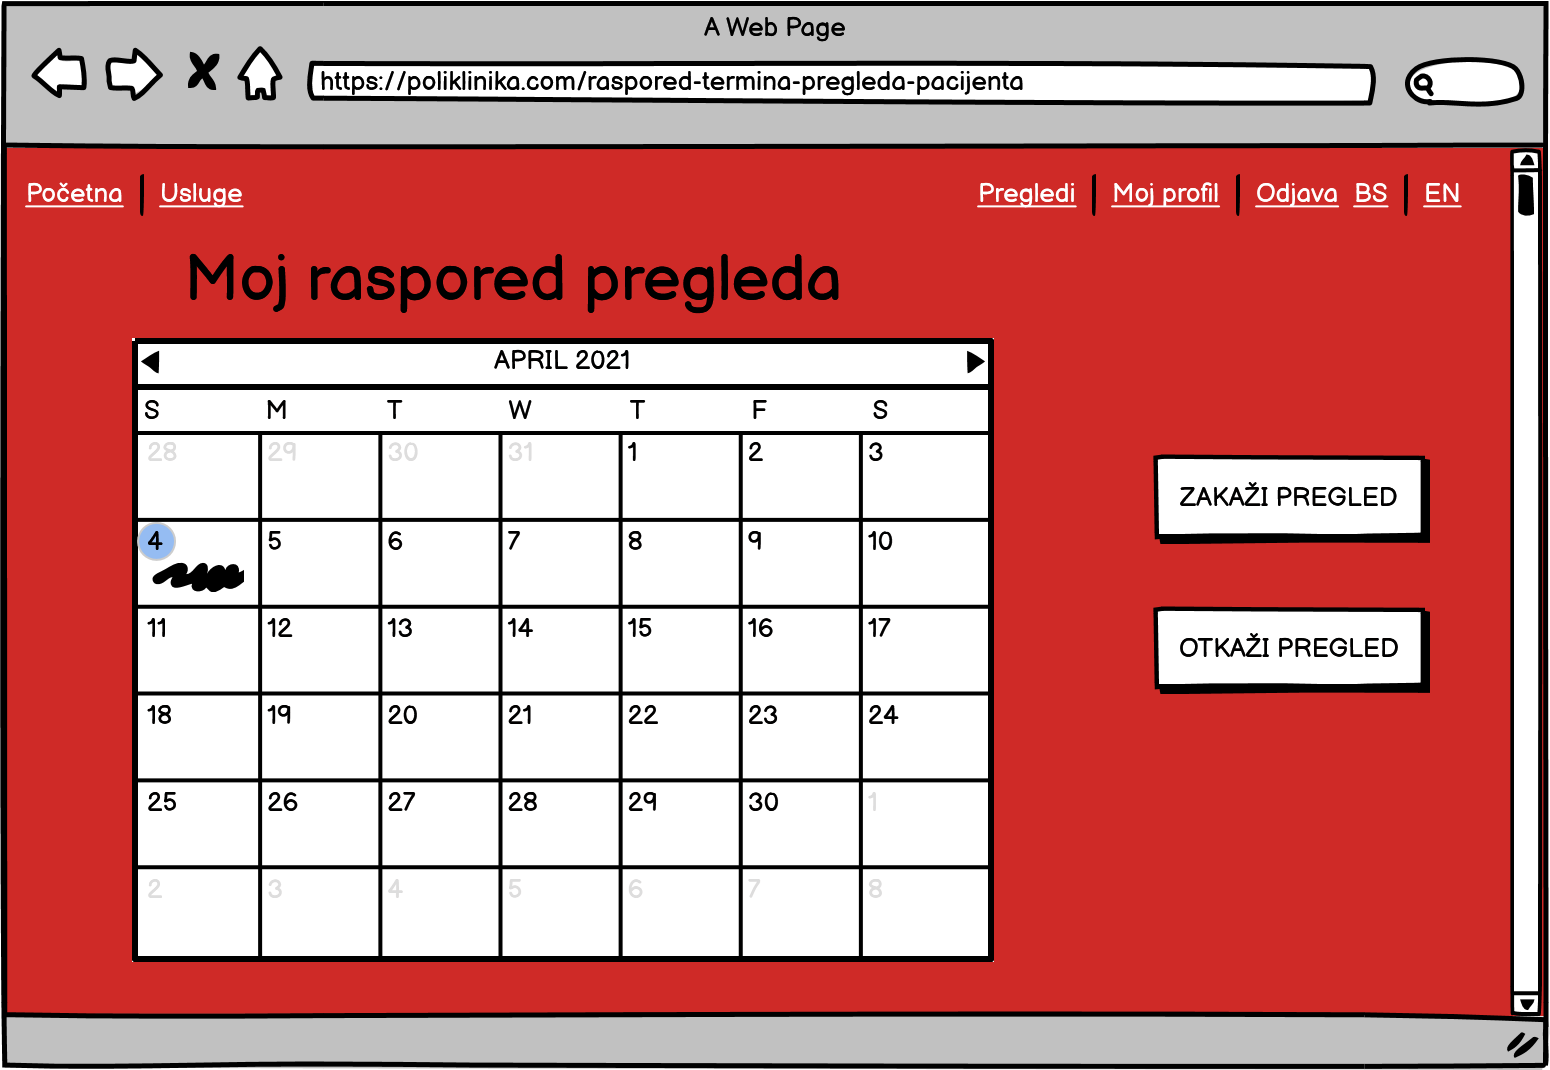 A Web Page
https://poliklinika.com/raspored-termina-pregleda-pacijenta
Početna Usluge Pregledi Moj profil Odjava BS EN
Moj raspored pregleda
APRIL 2021
S M T W T F S
28 29 30 31 1 2 3
4 5 6 7 8 9 10
11 12 13 14 15 16 17
18 19 20 21 22 23 24
25 26 27 28 29 30 1
2 3 4 5 6 7 8
ZAKAŽI PREGLED
OTKAŽI PREGLED